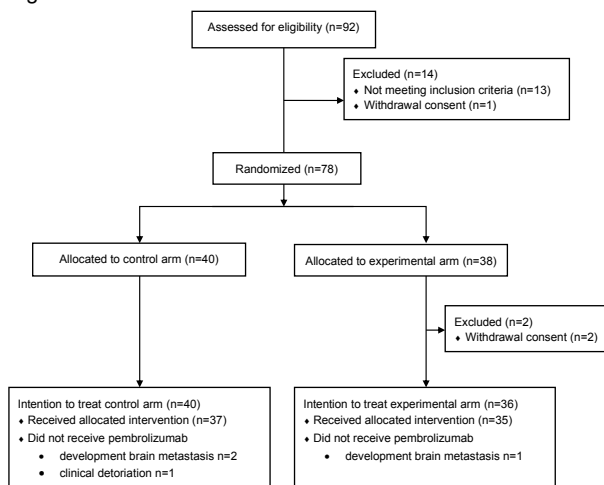 Assessed for eligibility (n=92)
Excluded (n=14)
♦ Not meeting inclusion criteria (n=13)
♦ Withdrawal consent (n=1)
Randomized (n=78)
Allocated to control arm (n=40)
Allocated to experimental arm (n=38)
Excluded (n=2)
♦ Withdrawal consent (n=2)
Intention to treat control arm (n=40)
♦ Received allocated intervention (n=37)
♦ Did not receive pembrolizumab
• development brain metastasis n=2
• clinical detoriation n=1
Intention to treat experimental arm (n=36)
♦ Received allocated intervention (n=35)
♦ Did not receive pembrolizumab
• development brain metastasis n=1